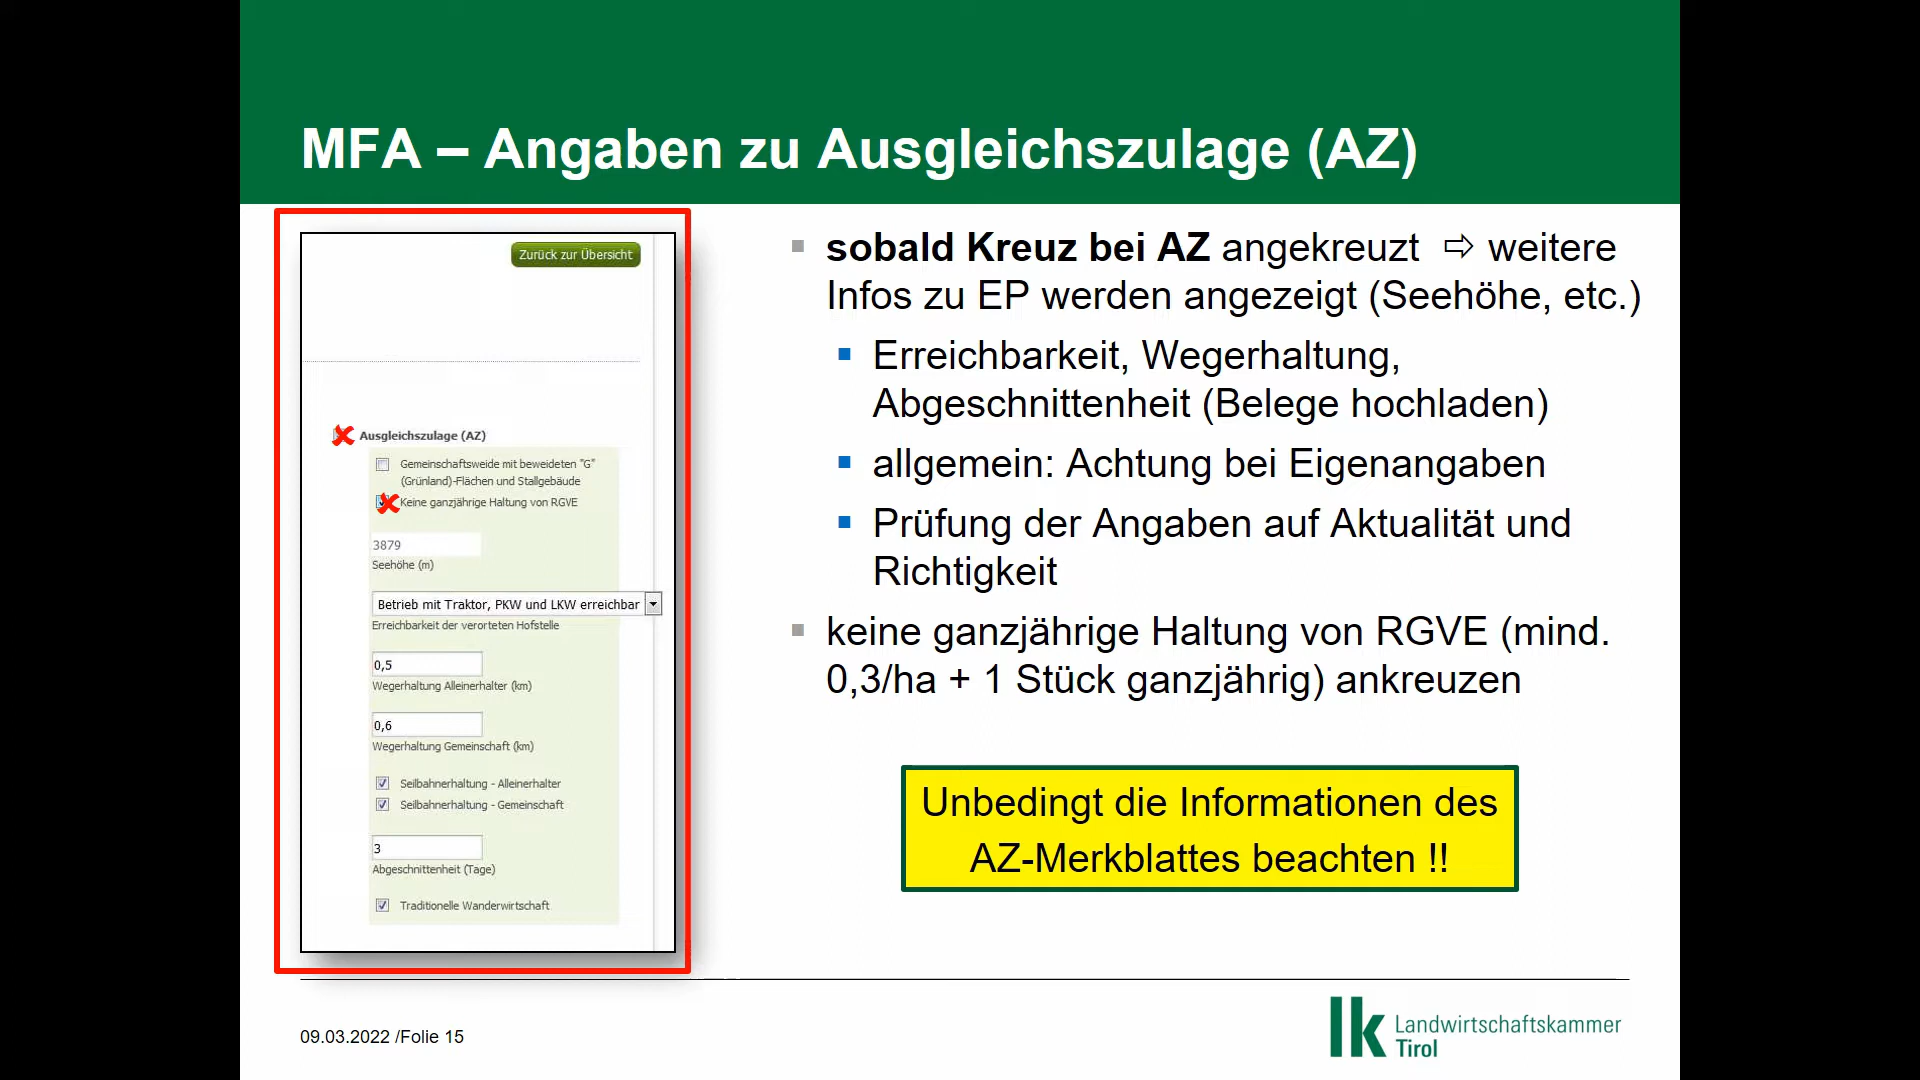 MFA – Angaben zu Ausgleichszulage (AZ)
Zurück zur Übersicht
Ausgleichszulage (AZ)
Gemeinschaftsweide mit beweideten "G"
(Grünland)-Flächen und Stallgebäude
Keine ganzjährige Haltung von RGVE
3879
Seehöhe (m)
Betrieb mit Traktor, PKW und LKW erreichbar
Erreichbarkeit der verorteten Hofstelle
0,5
Wegerhaltung Alleinerhalter (km)
0,6
Wegerhaltung Gemeinschaft (km)
Seilbahnerhaltung - Alleinerhalter
Seilbahnerhaltung - Gemeinschaft
3
Abgeschnittenheit (Tage)
Traditionelle Wanderwirtschaft
sobald Kreuz bei AZ angekreuzt ⇨ weitere
Infos zu EP werden angezeigt (Seehöhe, etc.)
Erreichbarkeit, Wegerhaltung,
Abgeschnittenheit (Belege hochladen)
allgemein: Achtung bei Eigenangaben
Prüfung der Angaben auf Aktualität und
Richtigkeit
keine ganzjährige Haltung von RGVE (mind.
0,3/ha + 1 Stück ganzjährig) ankreuzen
Unbedingt die Informationen des
AZ-Merkblattes beachten !!
09.03.2022 /Folie 15
lk Landwirtschaftskammer
Tirol